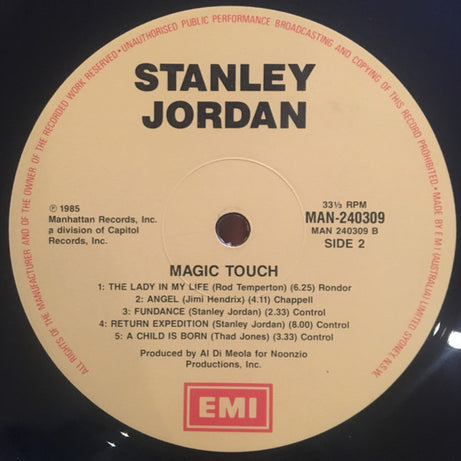 ALL RIGHTS OF THE MANUFACTURER AND OF THE OWNER OF THE RECORDED WORK RESERVED • UNAUTHORISED PUBLIC PERFORMANCE BROADCASTING AND COPYING OF THIS RECORD PROHIBITED • MADE BY E M I (AUSTRALIA) LIMITED SYDNEY N.S.W.
STANLEY
JORDAN
℗ 1985
Manhattan Records, Inc.
a division of Capitol
Records, Inc.
33⅓ RPM
MAN-240309
MAN 240309 B
SIDE 2
MAGIC TOUCH
1: THE LADY IN MY LIFE (Rod Temperton) (6.25) Rondor
2: ANGEL (Jimi Hendrix) (4.11) Chappell
3: FUNDANCE (Stanley Jordan) (2.33) Control
4: RETURN EXPEDITION (Stanley Jordan) (8.00) Control
5: A CHILD IS BORN (Thad Jones) (3.33) Control
Produced by Al Di Meola for Noonzio
Productions, Inc.
EMI